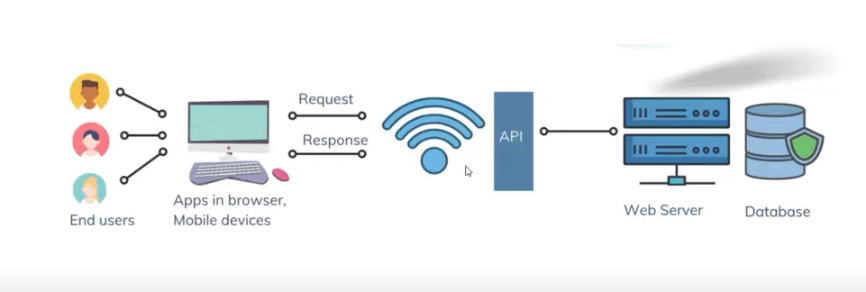 Request
Response
API
End users
Apps in browser,
Mobile devices
Web Server
Database